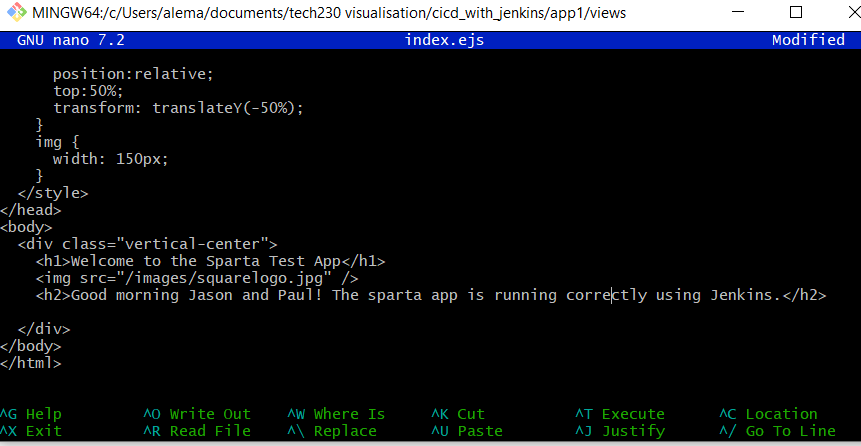 MINGW64:/c/Users/alema/documents/tech230 visualisation/cicd_with_jenkins/app1/views
GNU nano 7.2 index.ejs Modified
position:relative;
top:50%;
transform: translateY(-50%);
}
img {
width: 150px;
}
</style>
</head>
<body>
<div class="vertical-center">
<h1>Welcome to the Sparta Test App</h1>
<img src="/images/squarelogo.jpg" />
<h2>Good morning Jason and Paul! The sparta app is running correctly using Jenkins.</h2>
</div>
</body>
</html>
^G Help ^O Write Out ^W Where Is ^K Cut ^T Execute ^C Location
^X Exit ^R Read File ^\ Replace ^U Paste ^J Justify ^/ Go To Line